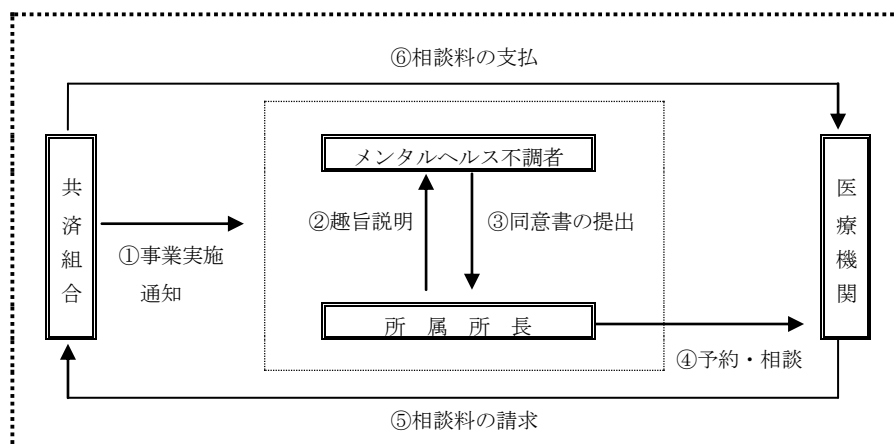 ⑥相談料の支払
共済組合
メンタルヘルス不調者
医療機関
②趣旨説明
③同意書の提出
①事業実施
通知
所属所長
④予約・相談
⑤相談料の請求